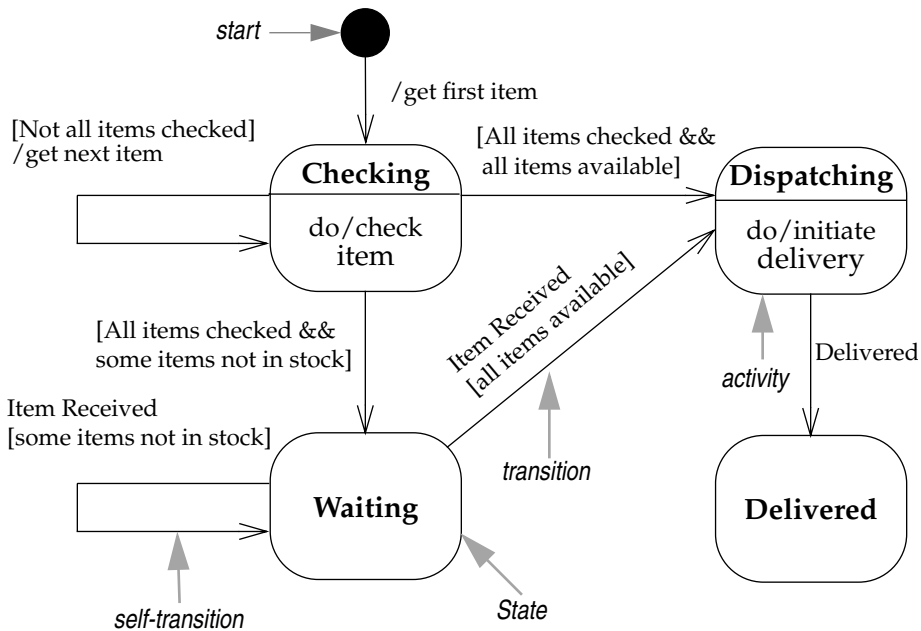 start
/get first item
[Not all items checked]
/get next item
[All items checked &&
all items available]
Checking
do/check
item
Dispatching
do/initiate
delivery
[All items checked &&
some items not in stock]
Item Received
[all items available]
activity
Delivered
Item Received
[some items not in stock]
transition
Waiting
Delivered
self-transition
State